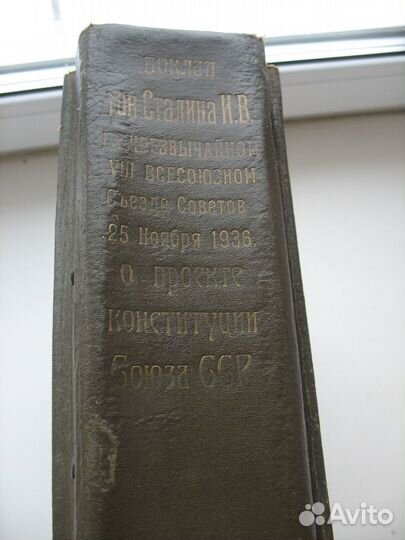 Доклад
тов Сталина И.В.
Чрезвычайном
VIII Всесоюзном
Съезде Советов
25 Ноября 1936.
О проекте
Конституции
Союза ССР
Avito